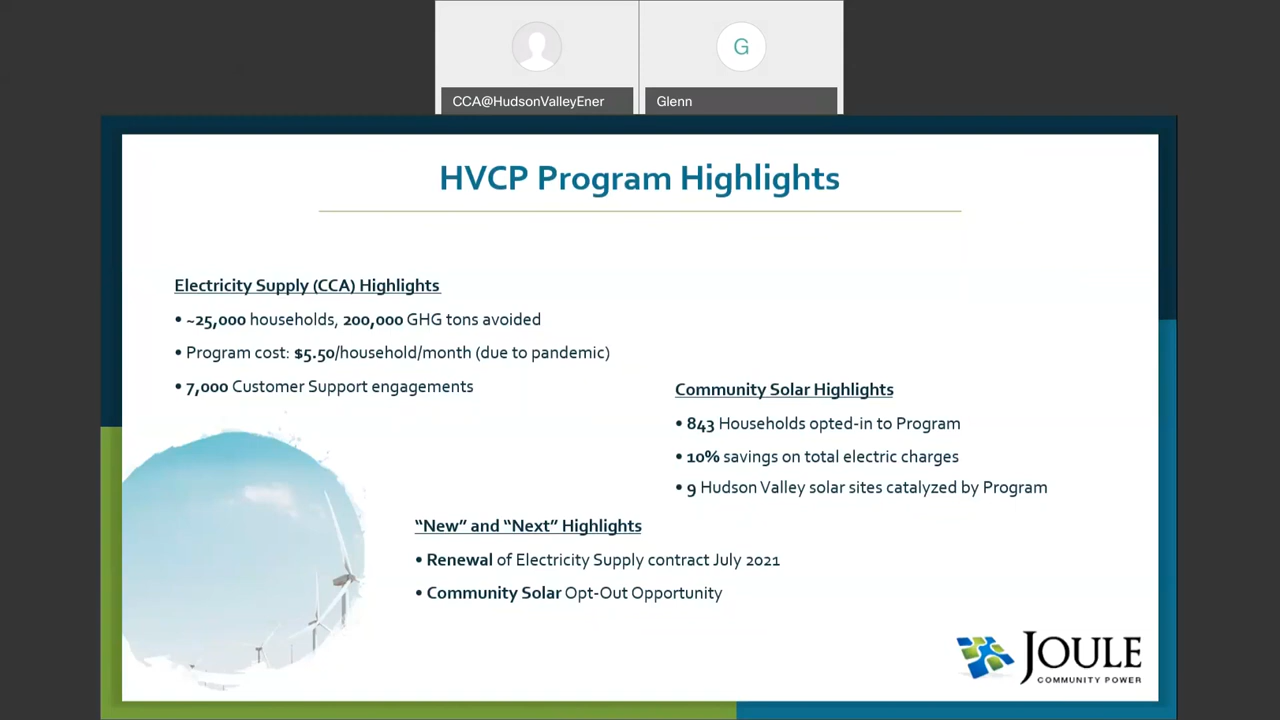 G
CCA@HudsonValleyEner
Glenn
HVCP Program Highlights
Electricity Supply (CCA) Highlights
• ~25,000 households, 200,000 GHG tons avoided
• Program cost: $5.50/household/month (due to pandemic)
• 7,000 Customer Support engagements
Community Solar Highlights
• 843 Households opted-in to Program
• 10% savings on total electric charges
• 9 Hudson Valley solar sites catalyzed by Program
“New” and “Next” Highlights
• Renewal of Electricity Supply contract July 2021
• Community Solar Opt-Out Opportunity
JOULE
COMMUNITY POWER